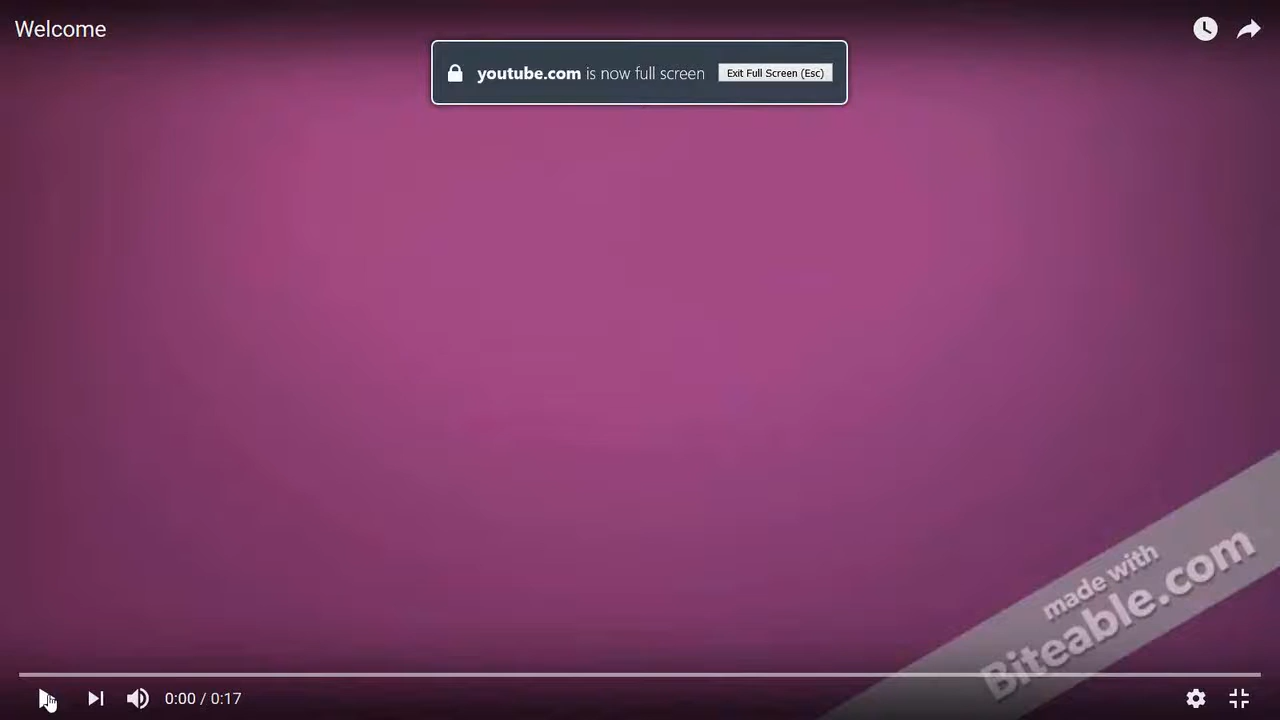 Welcome
youtube.com is now full screen Exit Full Screen (Esc)
made with
Biteable.com
0:00 / 0:17